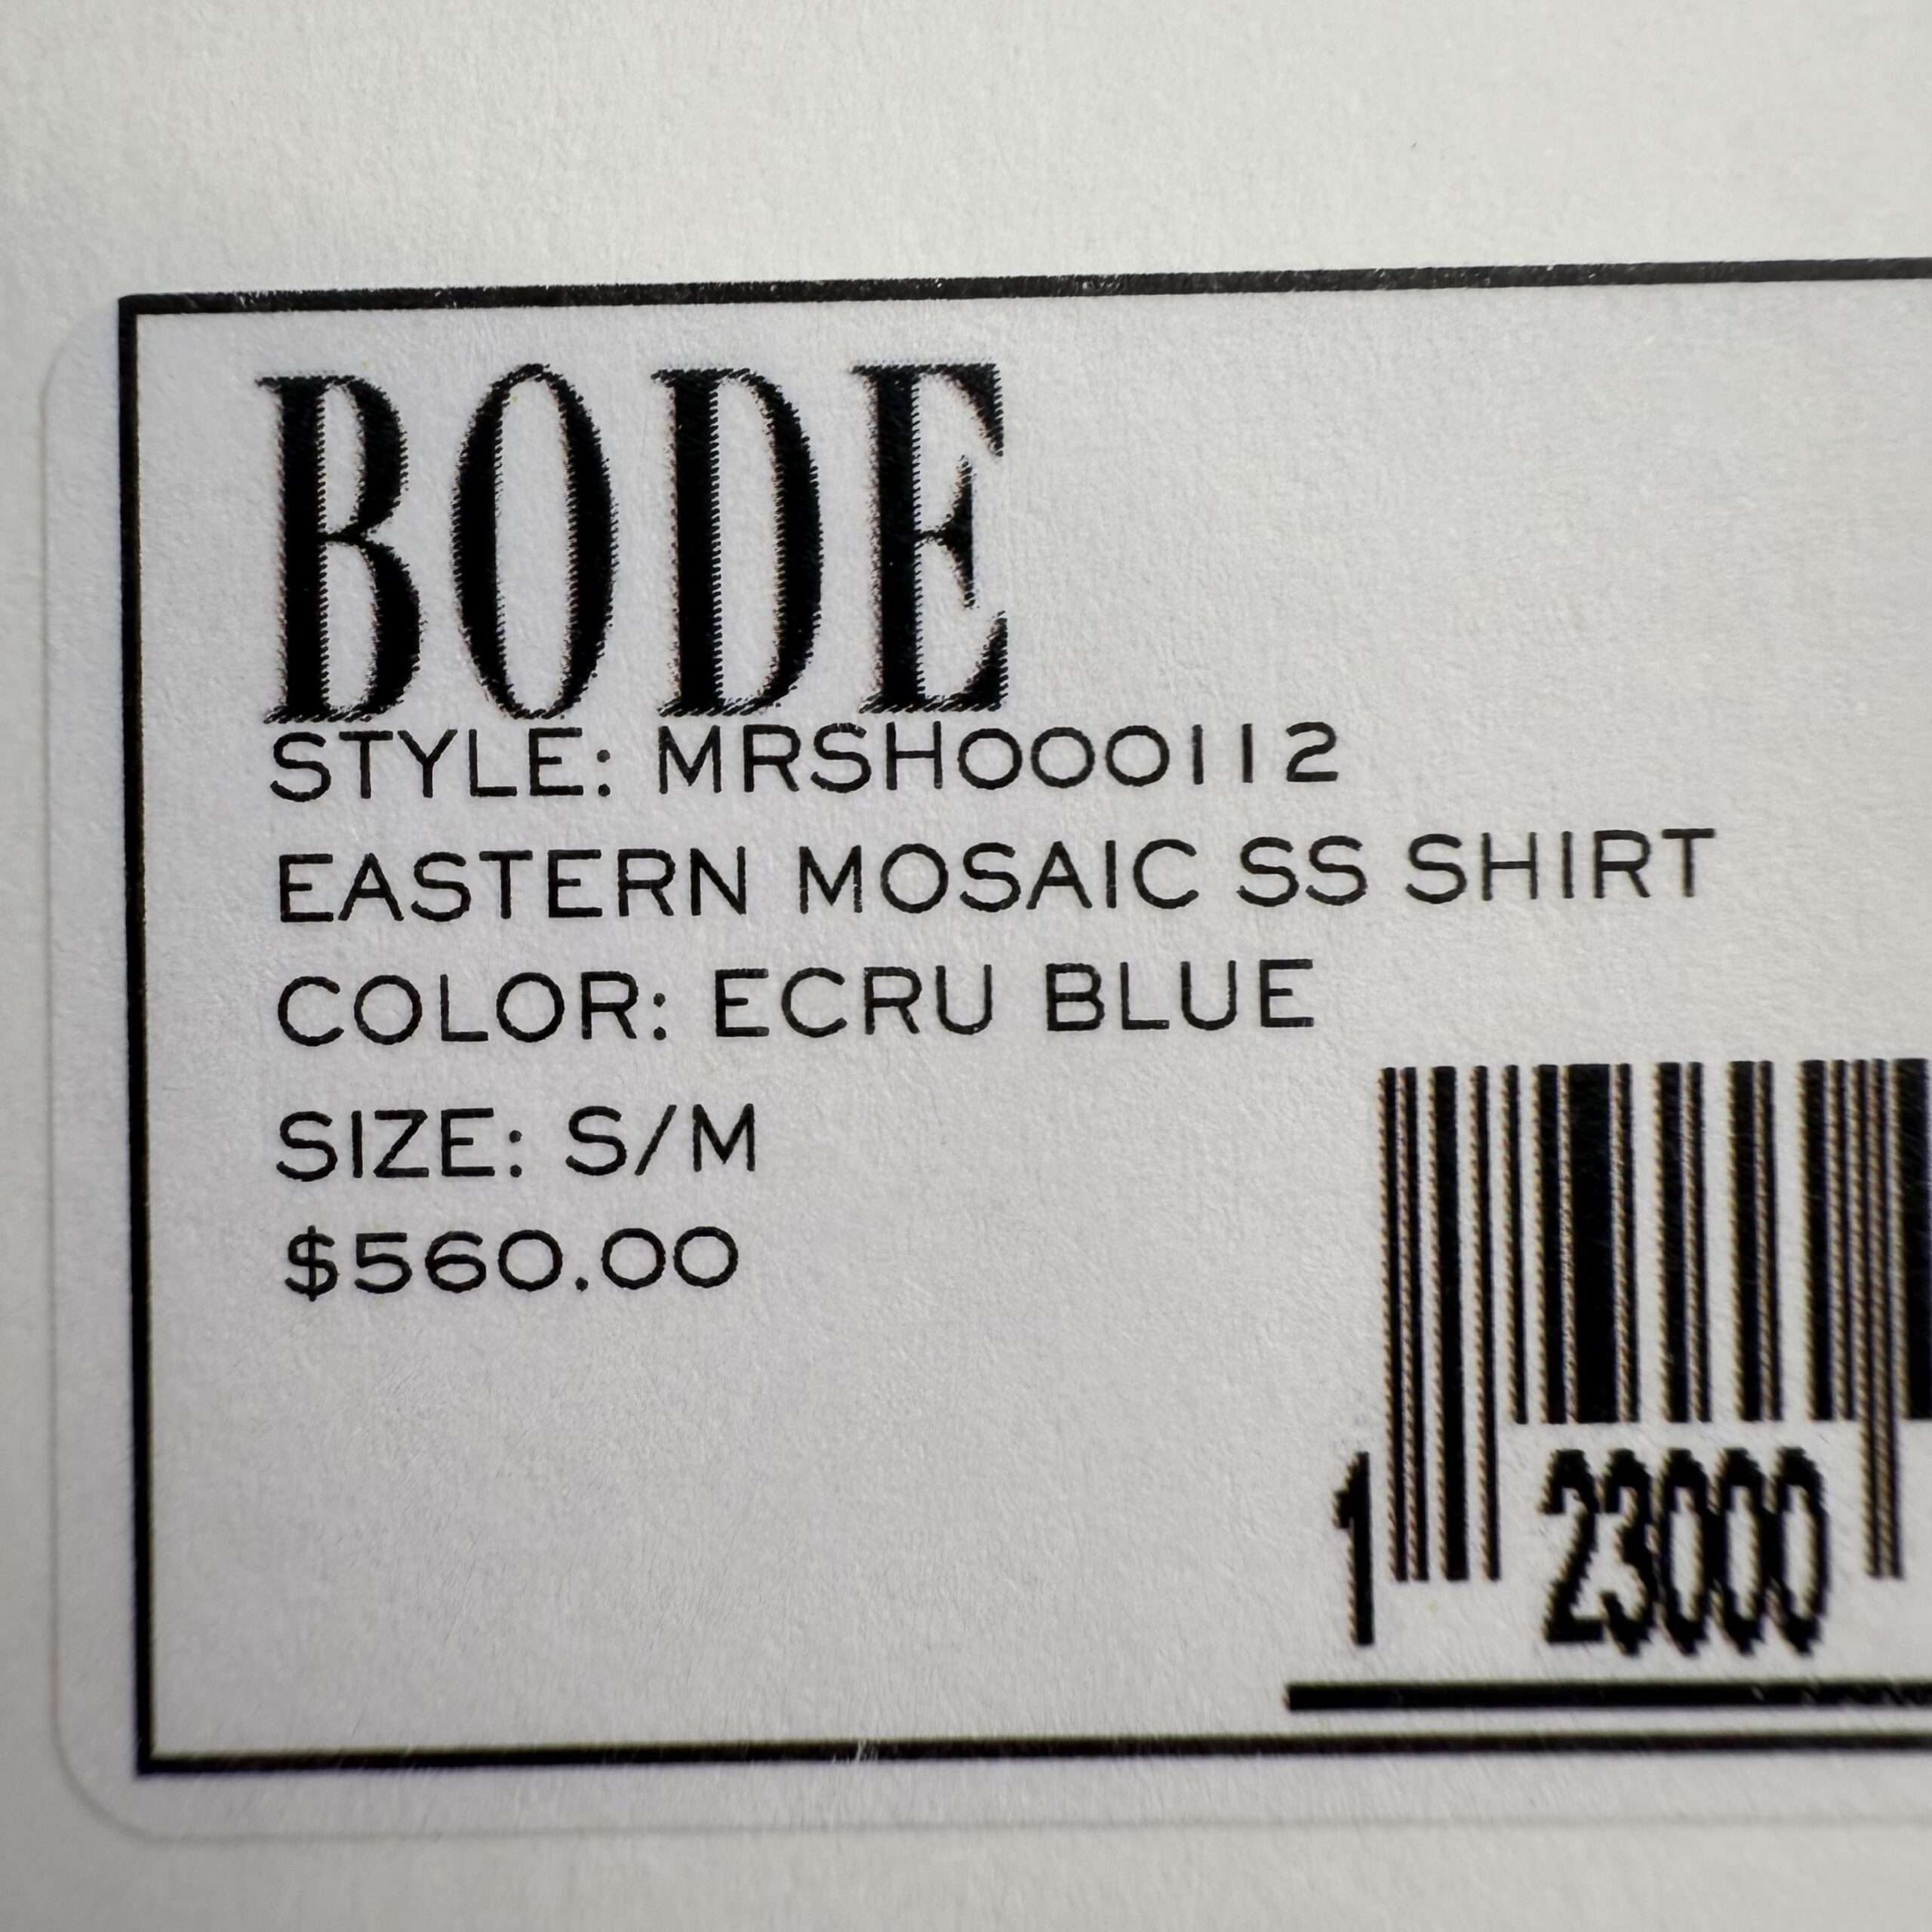 BODE
STYLE: MRSH000112
EASTERN MOSAIC SS SHIRT
COLOR: ECRU BLUE
SIZE: S/M
$560.00
1 23000